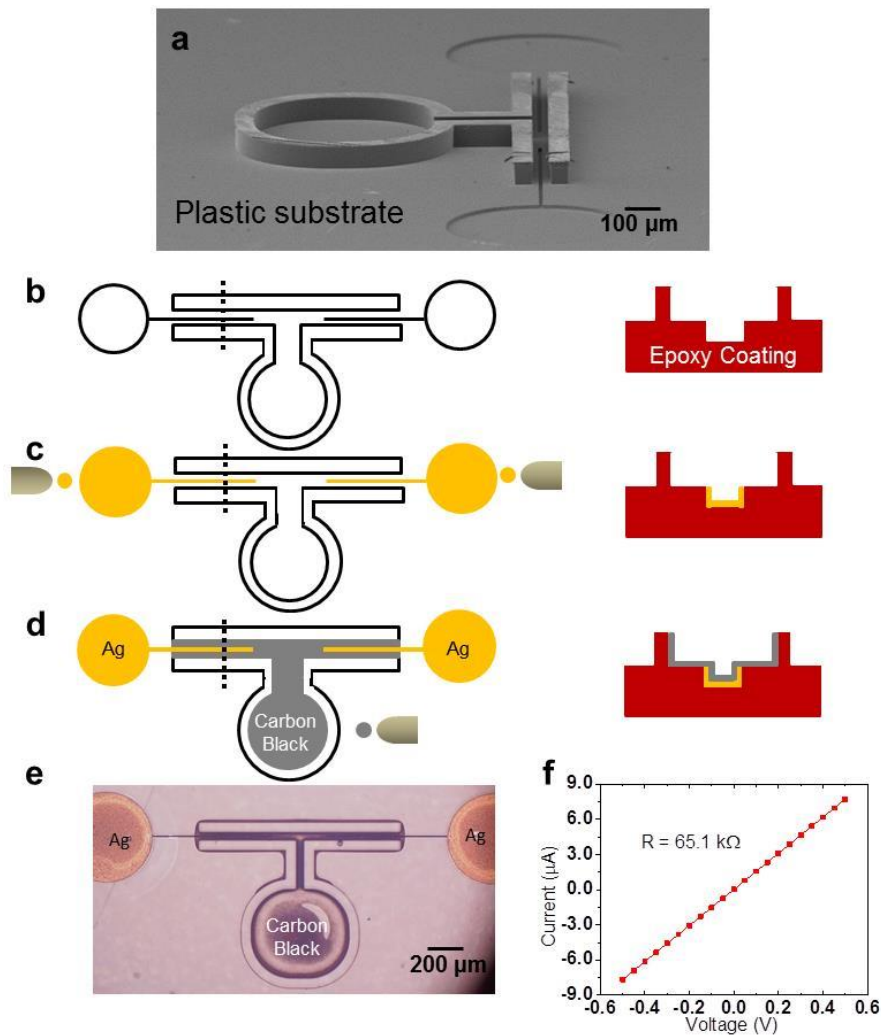 a
Plastic substrate
100 µm
b
Epoxy Coating
c
d
Ag
Ag
Carbon
Black
e
Ag
Ag
Carbon
Black
200 µm
f
9.0
6.0
3.0
0.0
-3.0
-6.0
-9.0
R = 65.1 kΩ
Current (µA)
-0.6
-0.4
-0.2
0.0
0.2
0.4
0.6
Voltage (V)